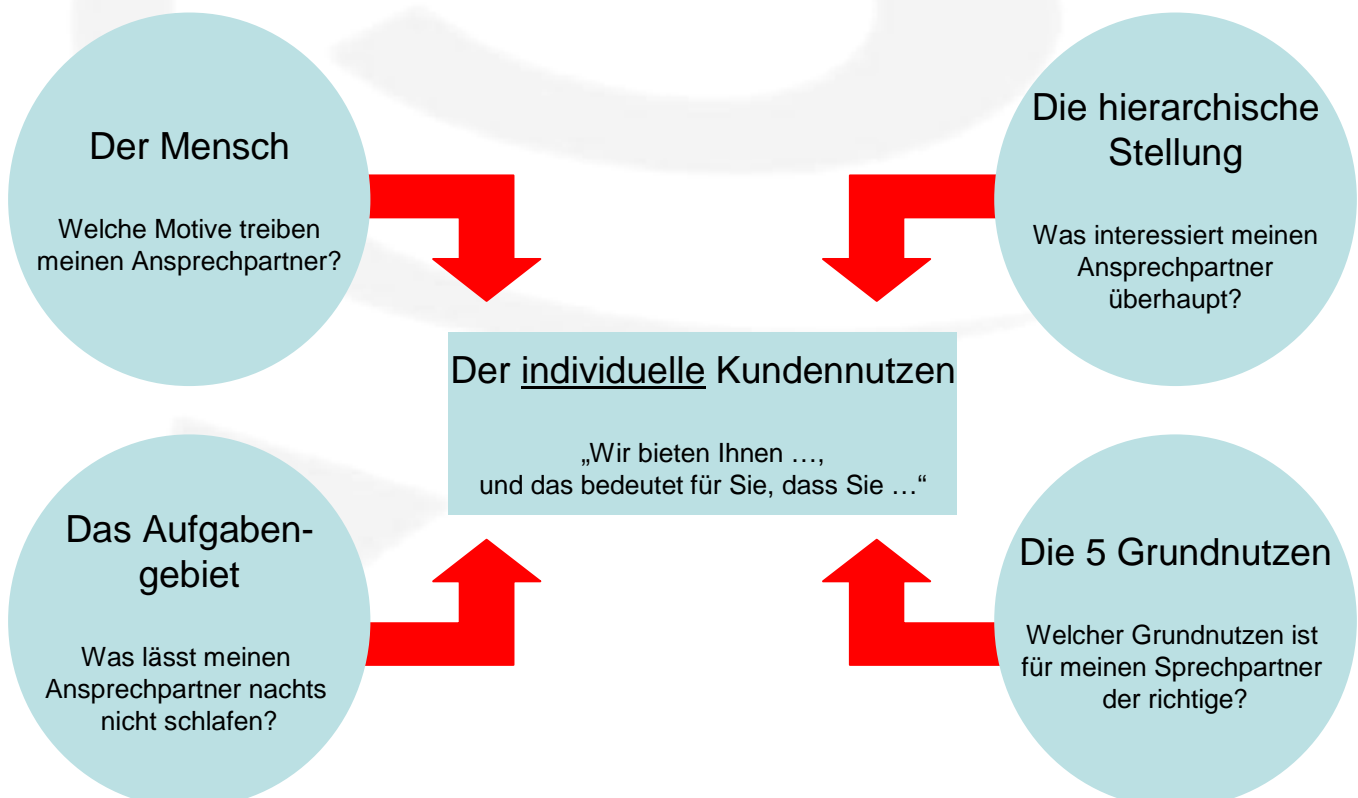 Der Mensch
Welche Motive treiben
meinen Ansprechpartner?
Die hierarchische
Stellung
Was interessiert meinen
Ansprechpartner
überhaupt?
Der individuelle Kundennutzen
„Wir bieten Ihnen …,
und das bedeutet für Sie, dass Sie …“
Das Aufgaben-
gebiet
Was lässt meinen
Ansprechpartner nachts
nicht schlafen?
Die 5 Grundnutzen
Welcher Grundnutzen ist
für meinen Sprechpartner
der richtige?